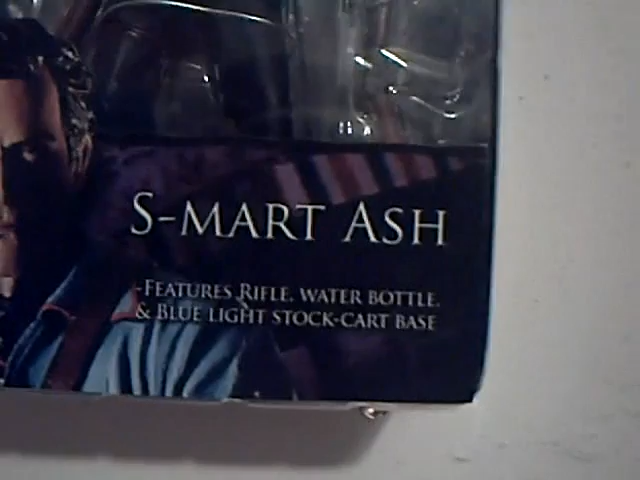 S-MART ASH
-FEATURES RIFLE, WATER BOTTLE,
& BLUE LIGHT STOCK-CART BASE